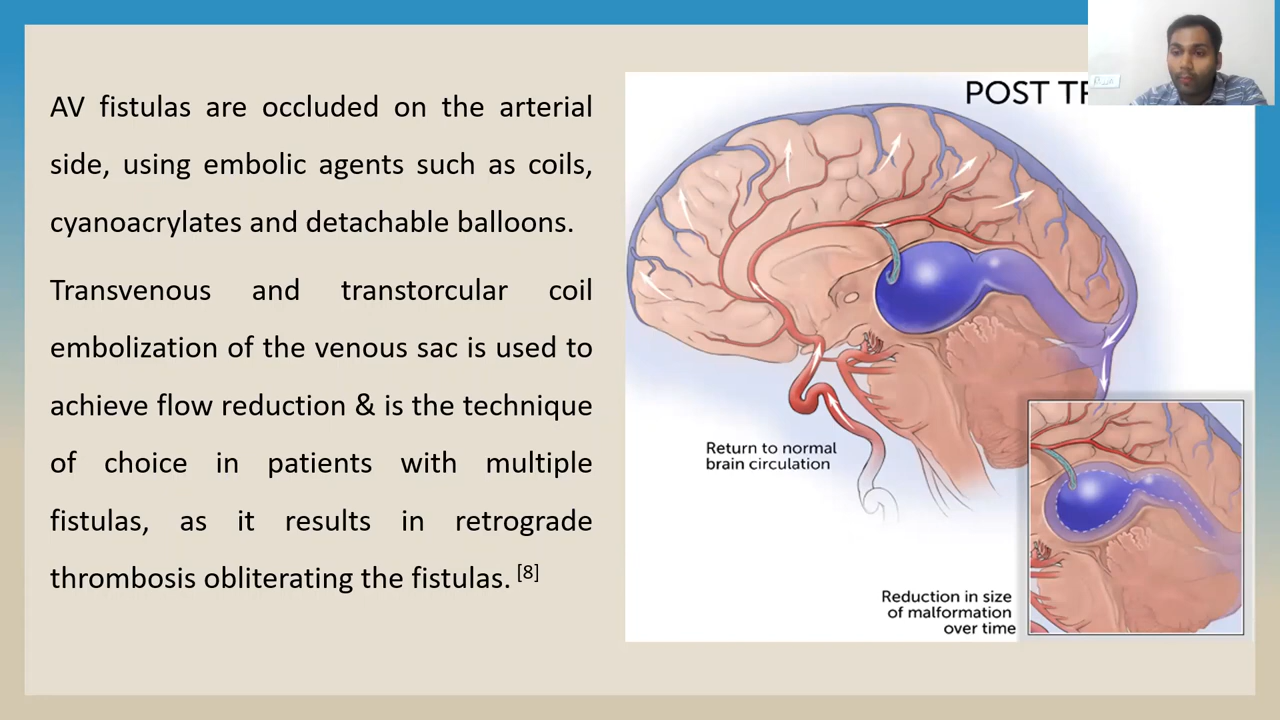 AV fistulas are occluded on the arterial
side, using embolic agents such as coils,
cyanoacrylates and detachable balloons.
Transvenous and transtorcular coil
embolization of the venous sac is used to
achieve flow reduction & is the technique
of choice in patients with multiple
fistulas, as it results in retrograde
thrombosis obliterating the fistulas. [8]
POST
Return to normal
brain circulation
Reduction in size
of malformation
over time